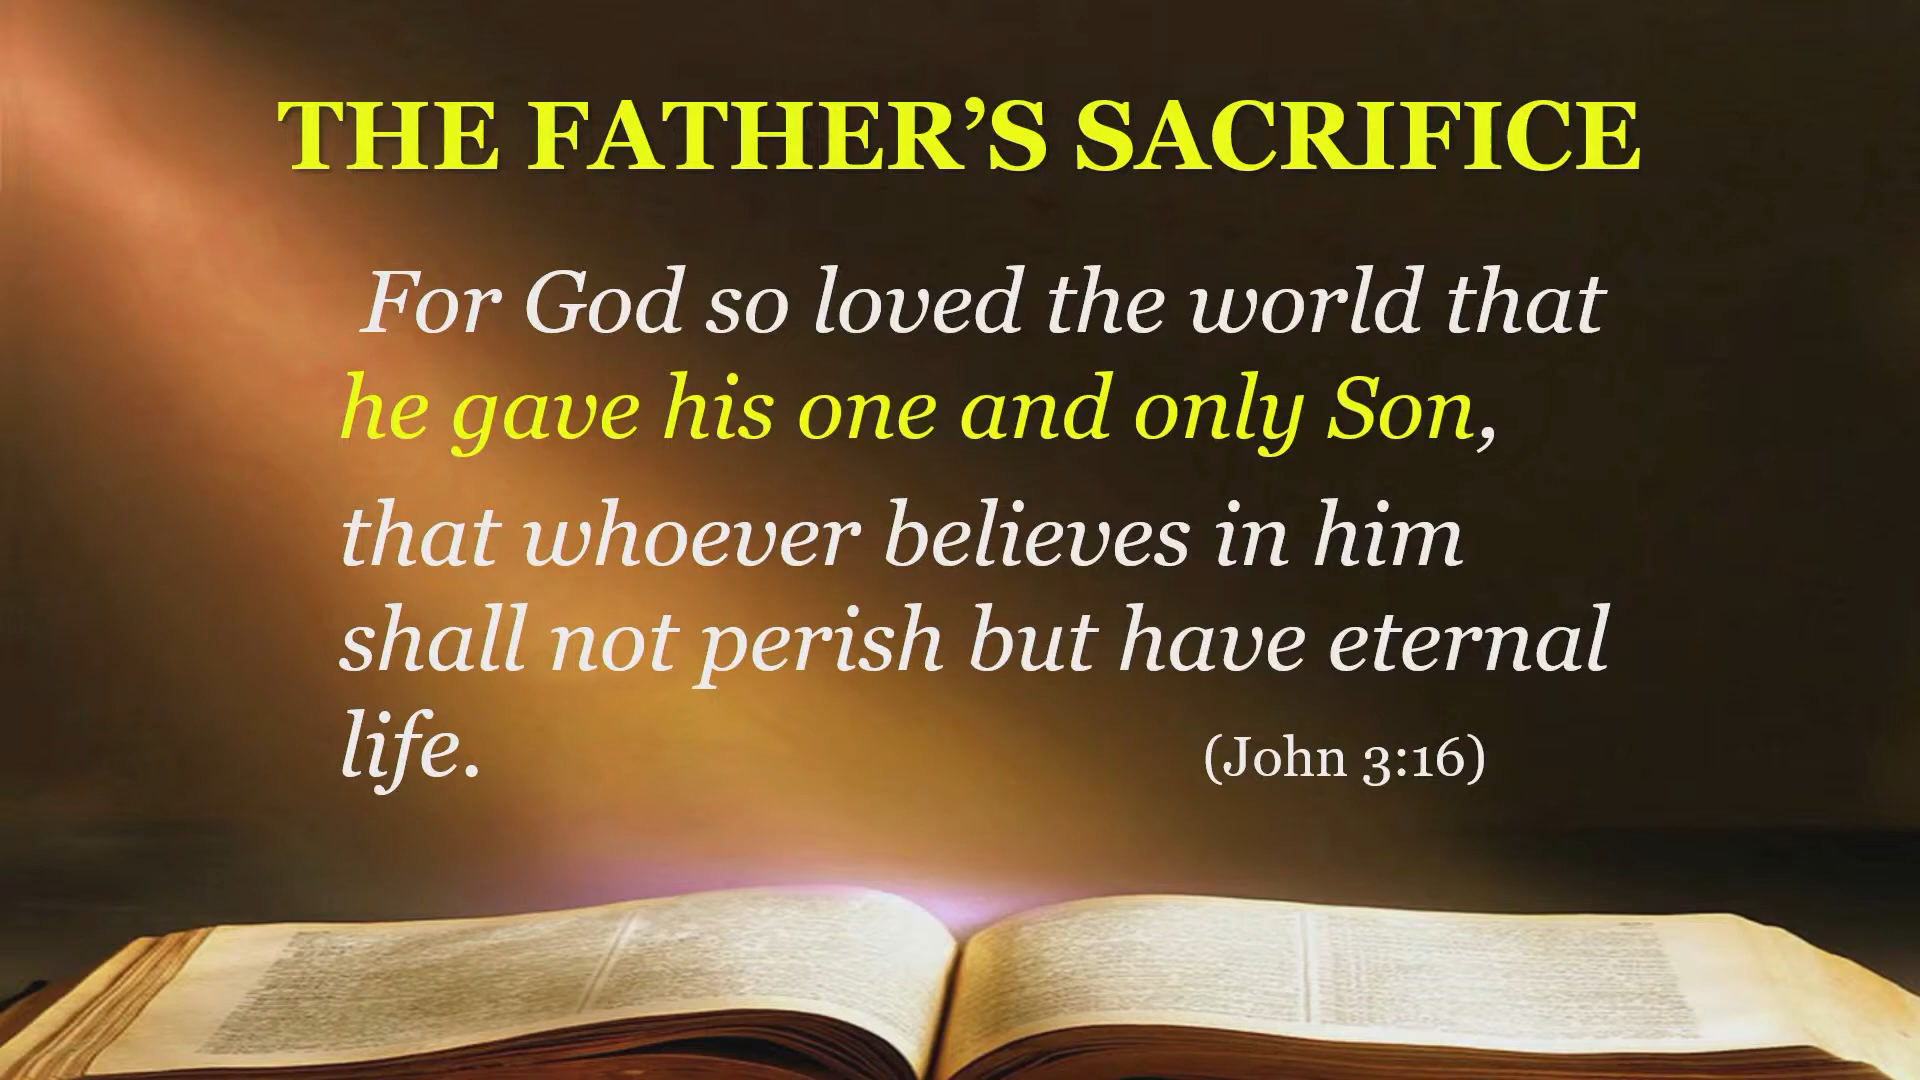 THE FATHER’S SACRIFICE
For God so loved the world that
he gave his one and only Son,
that whoever believes in him
shall not perish but have eternal
life. (John 3:16)